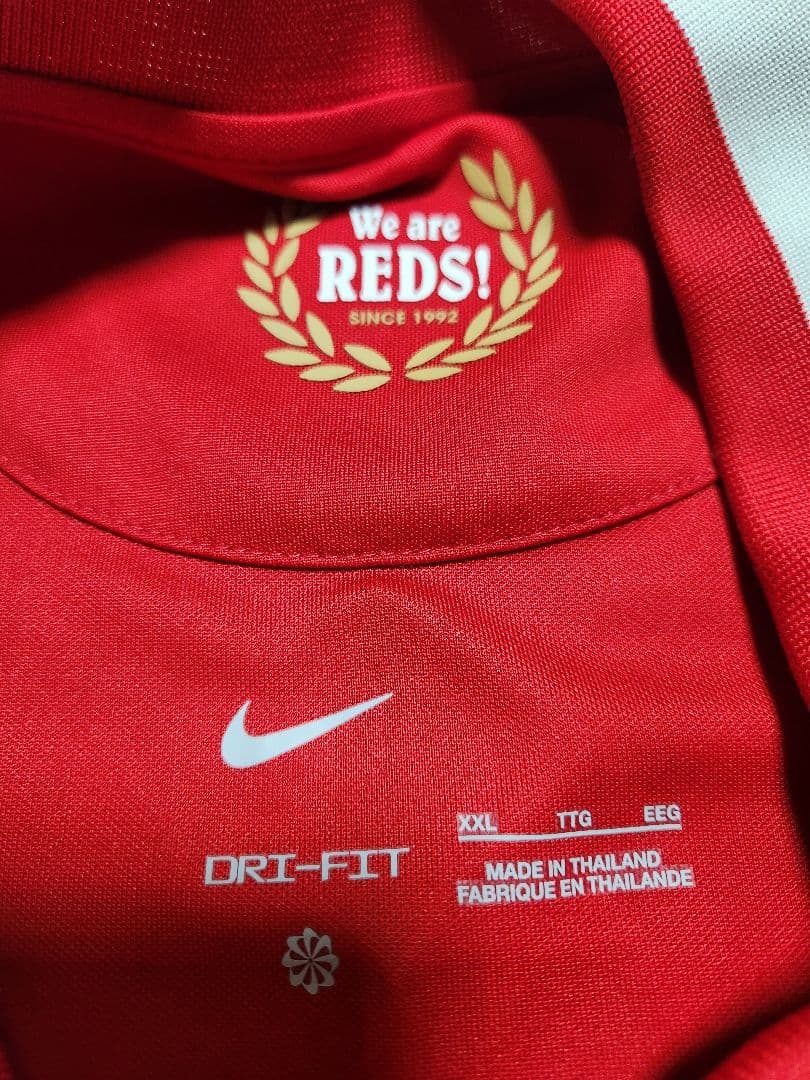 We are
REDS!
SINCE 1992
DRI-FIT
XXL TTG EEG
MADE IN THAILAND
FABRIQUE EN THAILANDE